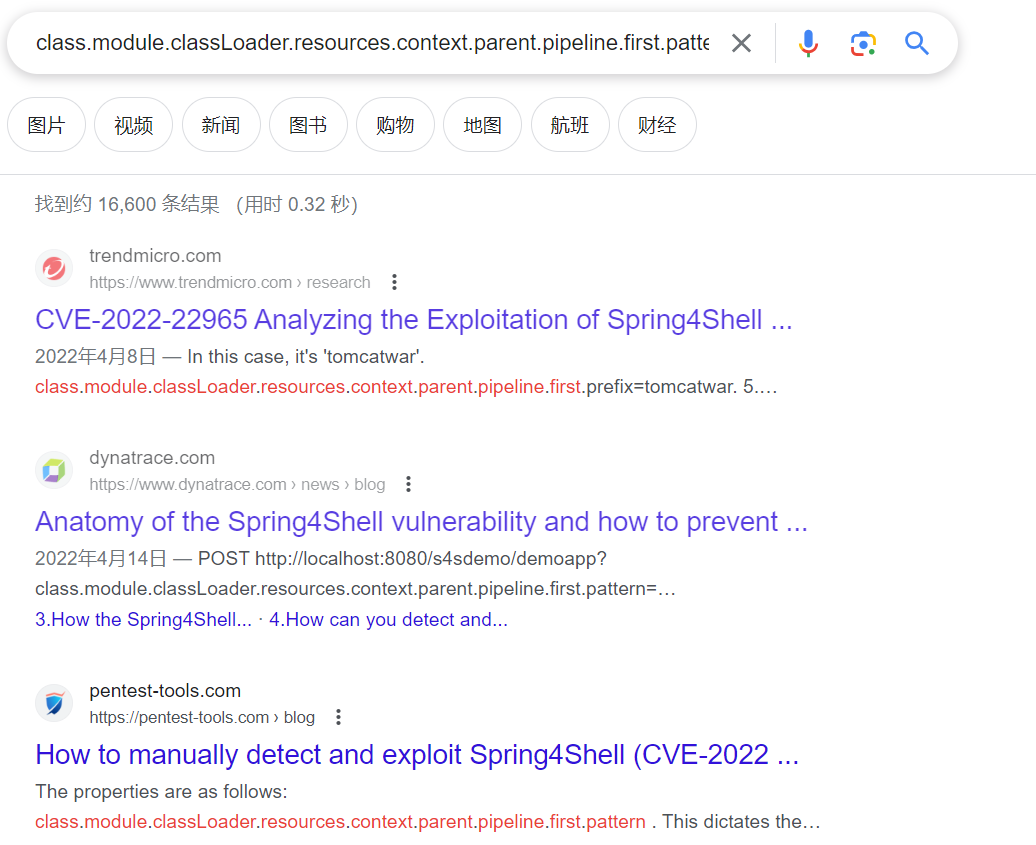 class.module.classLoader.resources.context.parent.pipeline.first.patte
图片 视频 新闻 图书 购物 地图 航班 财经
找到约 16,600 条结果 （用时 0.32 秒）
trendmicro.com
https://www.trendmicro.com › research
CVE-2022-22965 Analyzing the Exploitation of Spring4Shell ...
2022年4月8日 — In this case, it's 'tomcatwar'.
class.module.classLoader.resources.context.parent.pipeline.first.prefix=tomcatwar. 5.…
dynatrace.com
https://www.dynatrace.com › news › blog
Anatomy of the Spring4Shell vulnerability and how to prevent ...
2022年4月14日 — POST http://localhost:8080/s4sdemo/demoapp?
class.module.classLoader.resources.context.parent.pipeline.first.pattern=…
3.How the Spring4Shell... · 4.How can you detect and...
pentest-tools.com
https://pentest-tools.com › blog
How to manually detect and exploit Spring4Shell (CVE-2022 ...
The properties are as follows:
class.module.classLoader.resources.context.parent.pipeline.first.pattern . This dictates the…